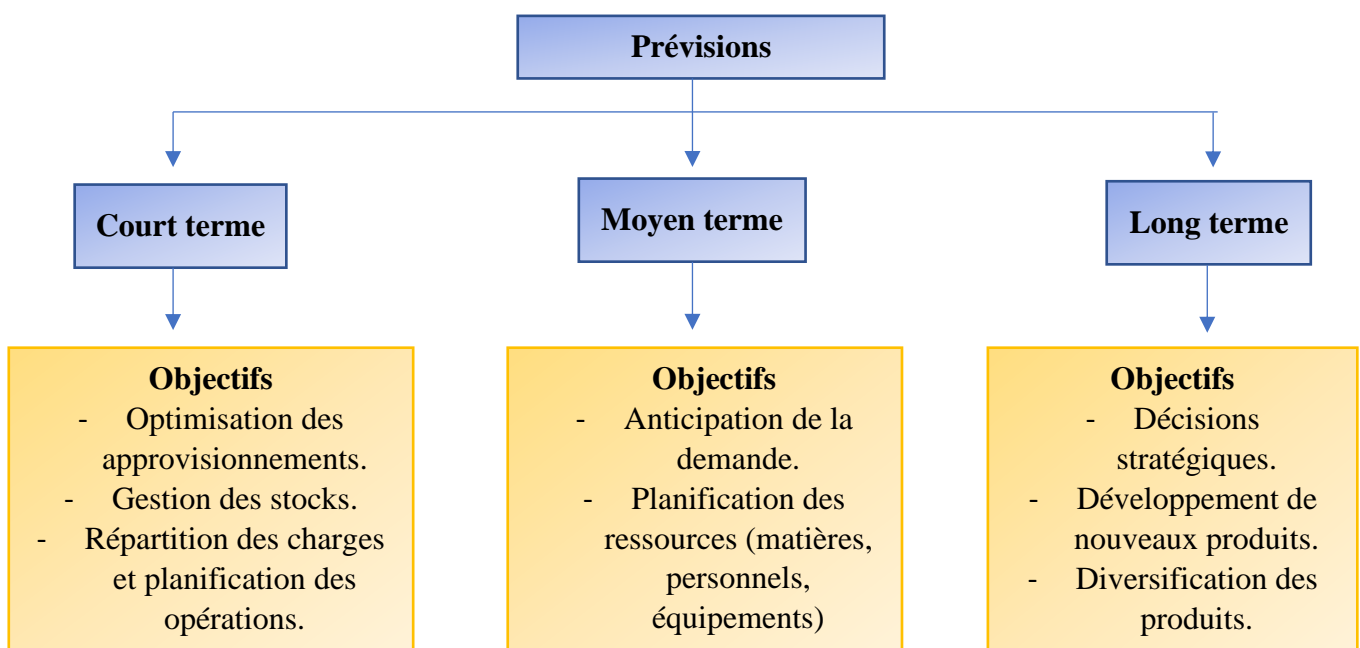 Prévisions
Court terme
Moyen terme
Long terme
Objectifs
- Optimisation des
approvisionnements.
- Gestion des stocks.
- Répartition des charges
et planification des
opérations.
Objectifs
- Anticipation de la
demande.
- Planification des
ressources (matières,
personnels,
équipements)
Objectifs
- Décisions
stratégiques.
- Développement de
nouveaux produits.
- Diversification des
produits.